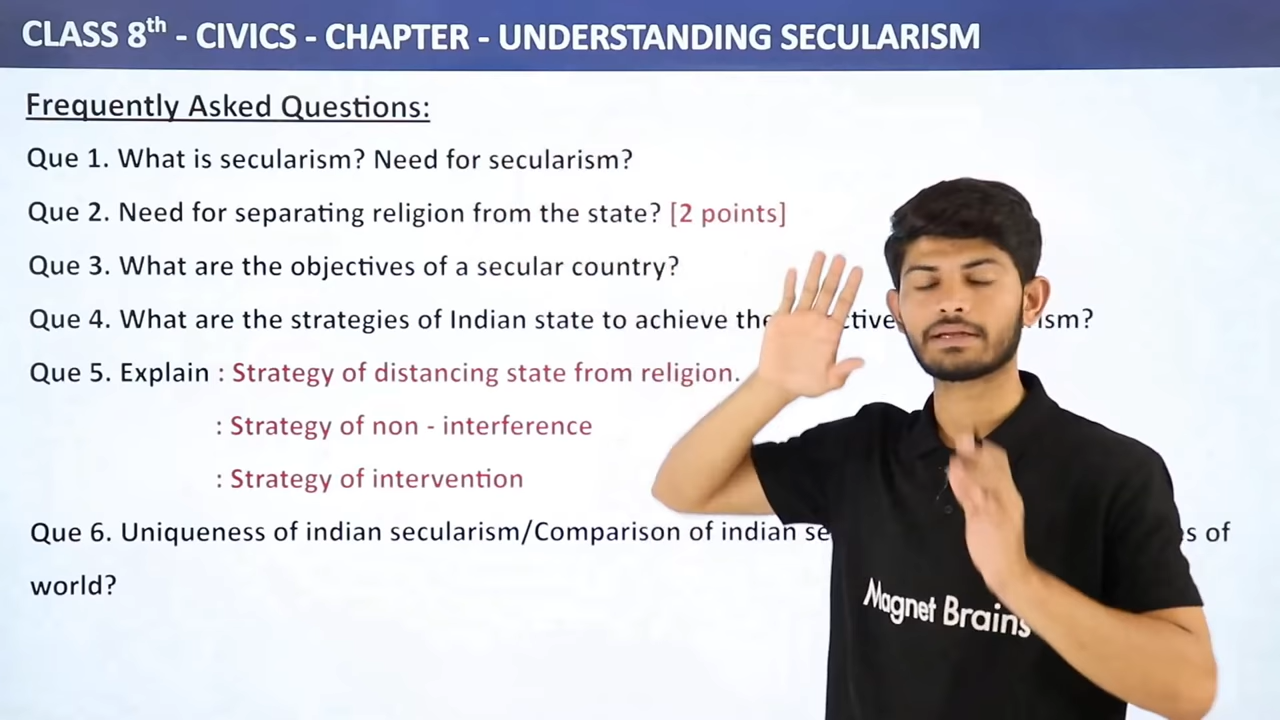 CLASS 8th - CIVICS - CHAPTER - UNDERSTANDING SECULARISM
Frequently Asked Questions:
Que 1. What is secularism? Need for secularism?
Que 2. Need for separating religion from the state? [2 points]
Que 3. What are the objectives of a secular country?
Que 4. What are the strategies of Indian state to achieve
Que 5. Explain : Strategy of distancing state from religion.
: Strategy of non - interference
: Strategy of intervention
Que 6. Uniqueness of indian secularism/Comparison of indian of
world?
Magnet Brains